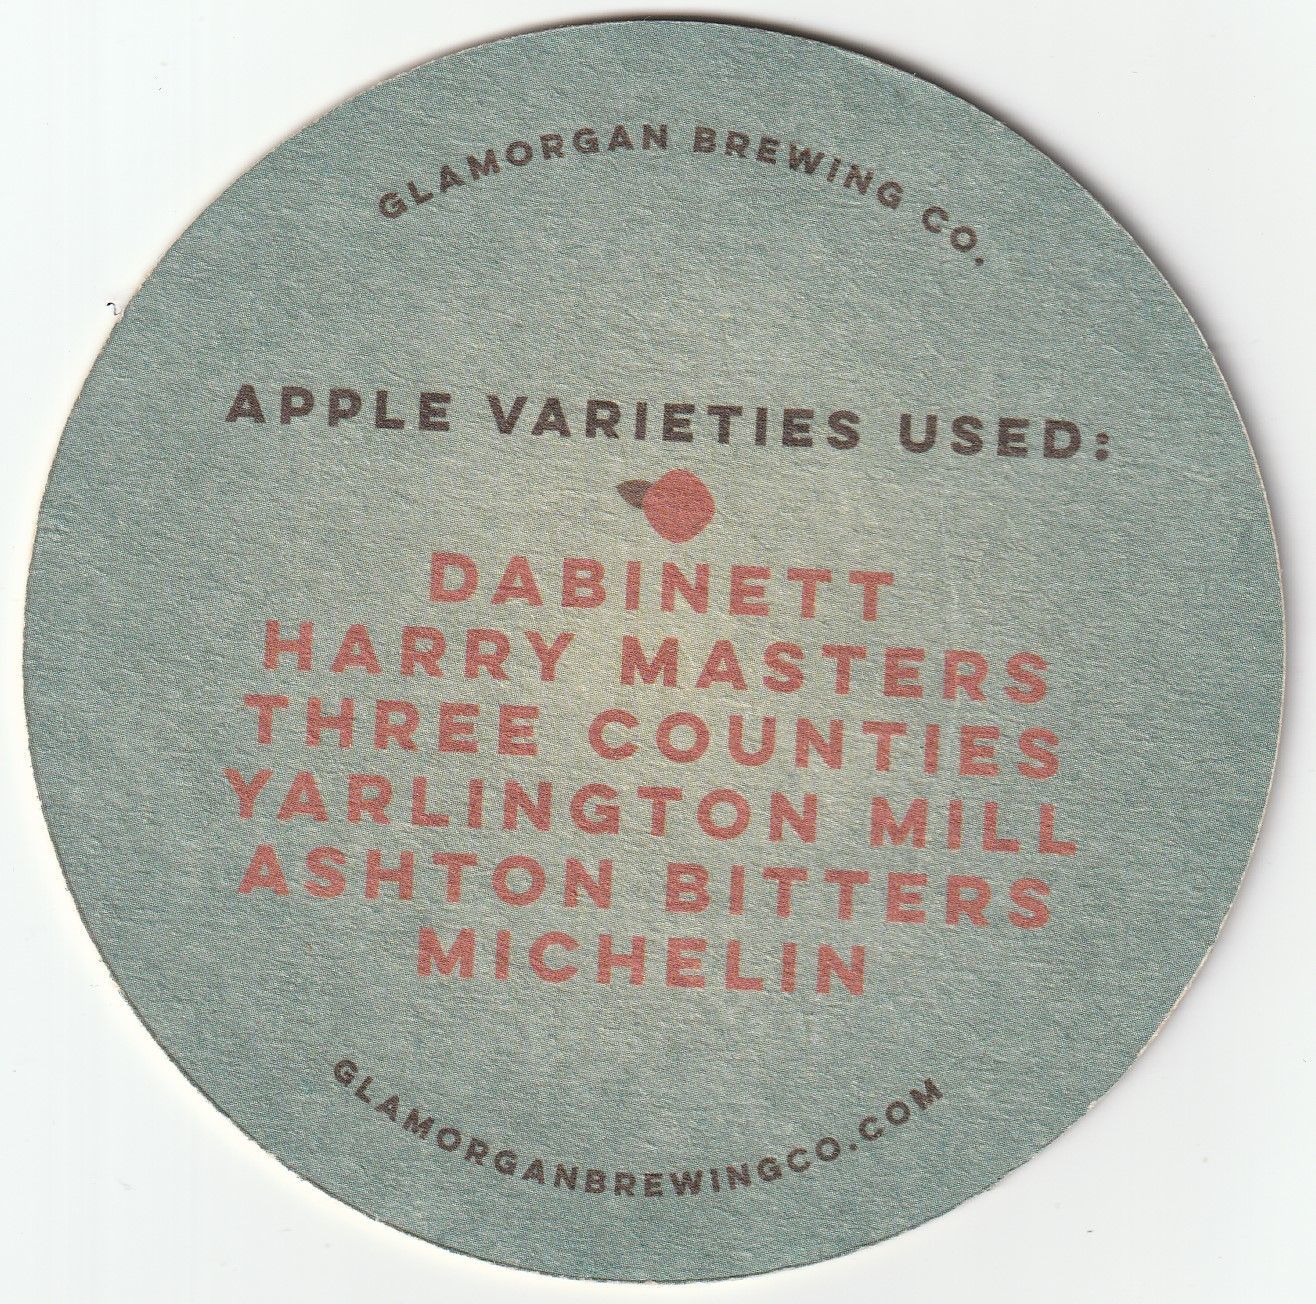 GLAMORGAN BREWING CO.
APPLE VARIETIES USED:
DABINETT
HARRY MASTERS
THREE COUNTIES
YARLINGTON MILL
ASHTON BITTERS
MICHELIN
GLAMORGANBREWINGCO.COM